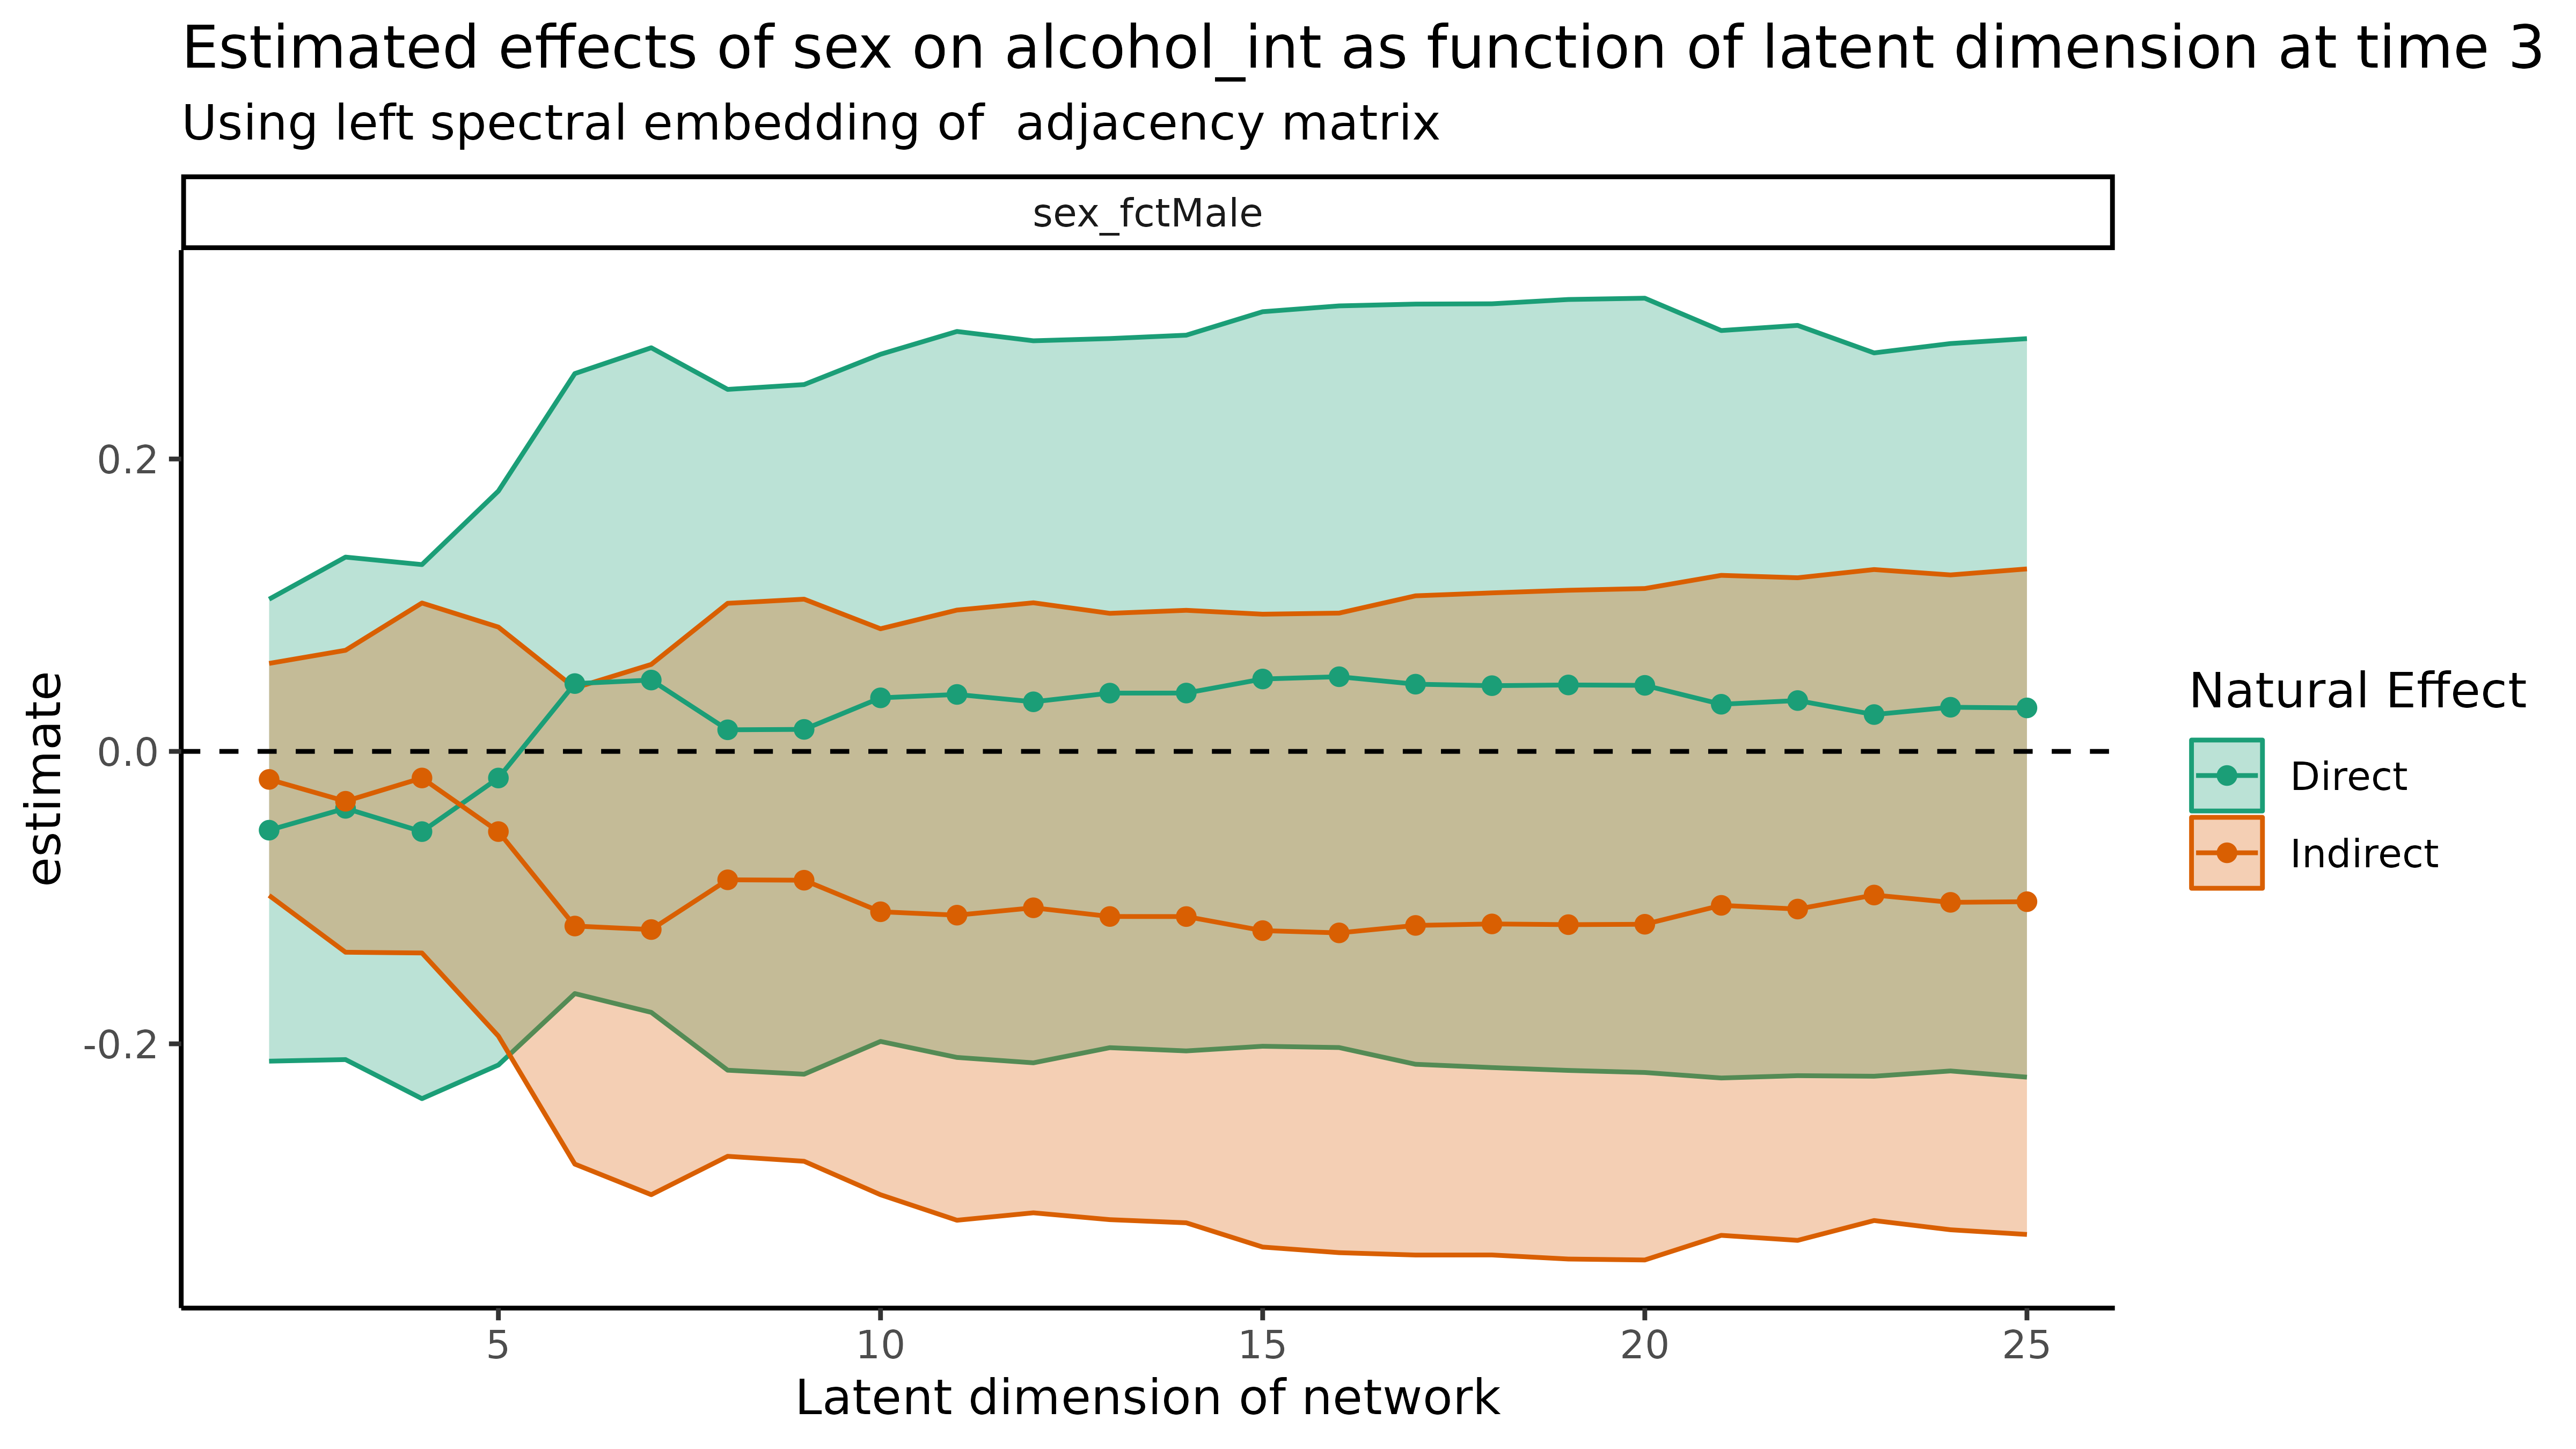 Estimated effects of sex on alcohol_int as function of latent dimension at time 3
Using left spectral embedding of  adjacency matrix
sex_fctMale
0.2
0.0
-0.2
estimate
5 10 15 20 25
Latent dimension of network
Natural Effect
Direct
Indirect